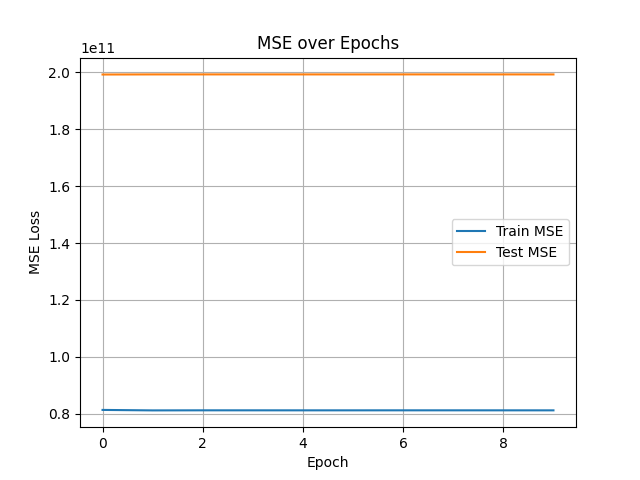 MSE over Epochs
1e11
2.0
1.8
1.6
1.4
1.2
1.0
0.8
MSE Loss
Train MSE
Test MSE
0 2 4 6 8
Epoch